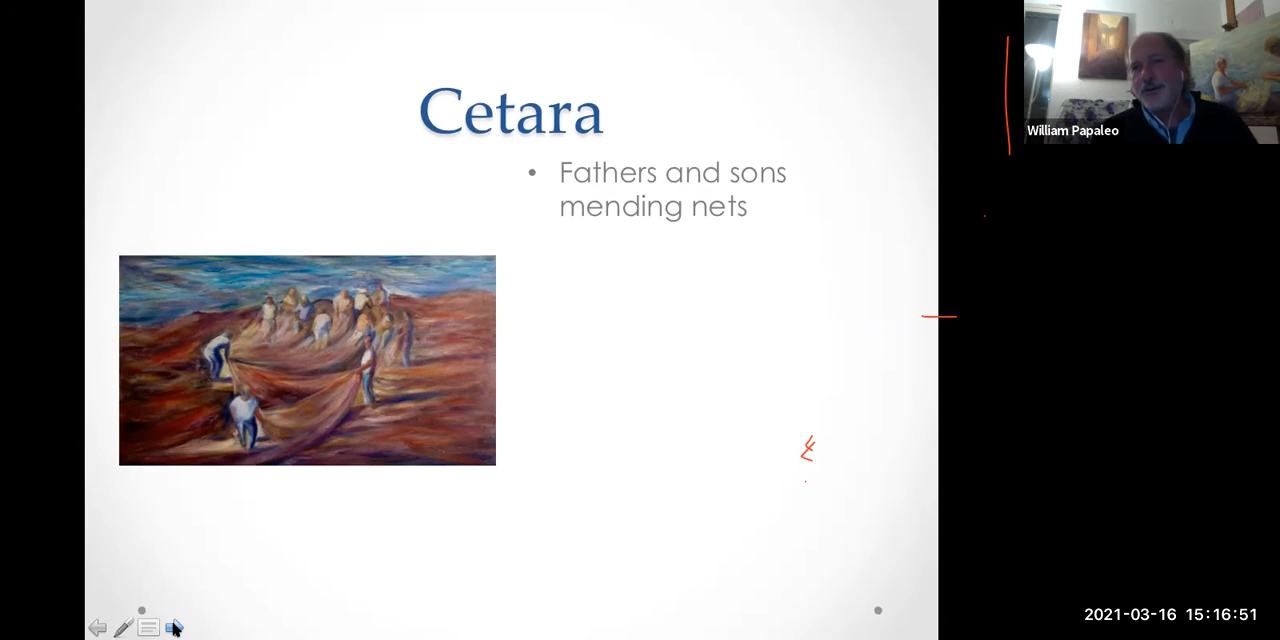 Cetara
• Fathers and sons
mending nets
William Papaleo
2021-03-16 15:16:51